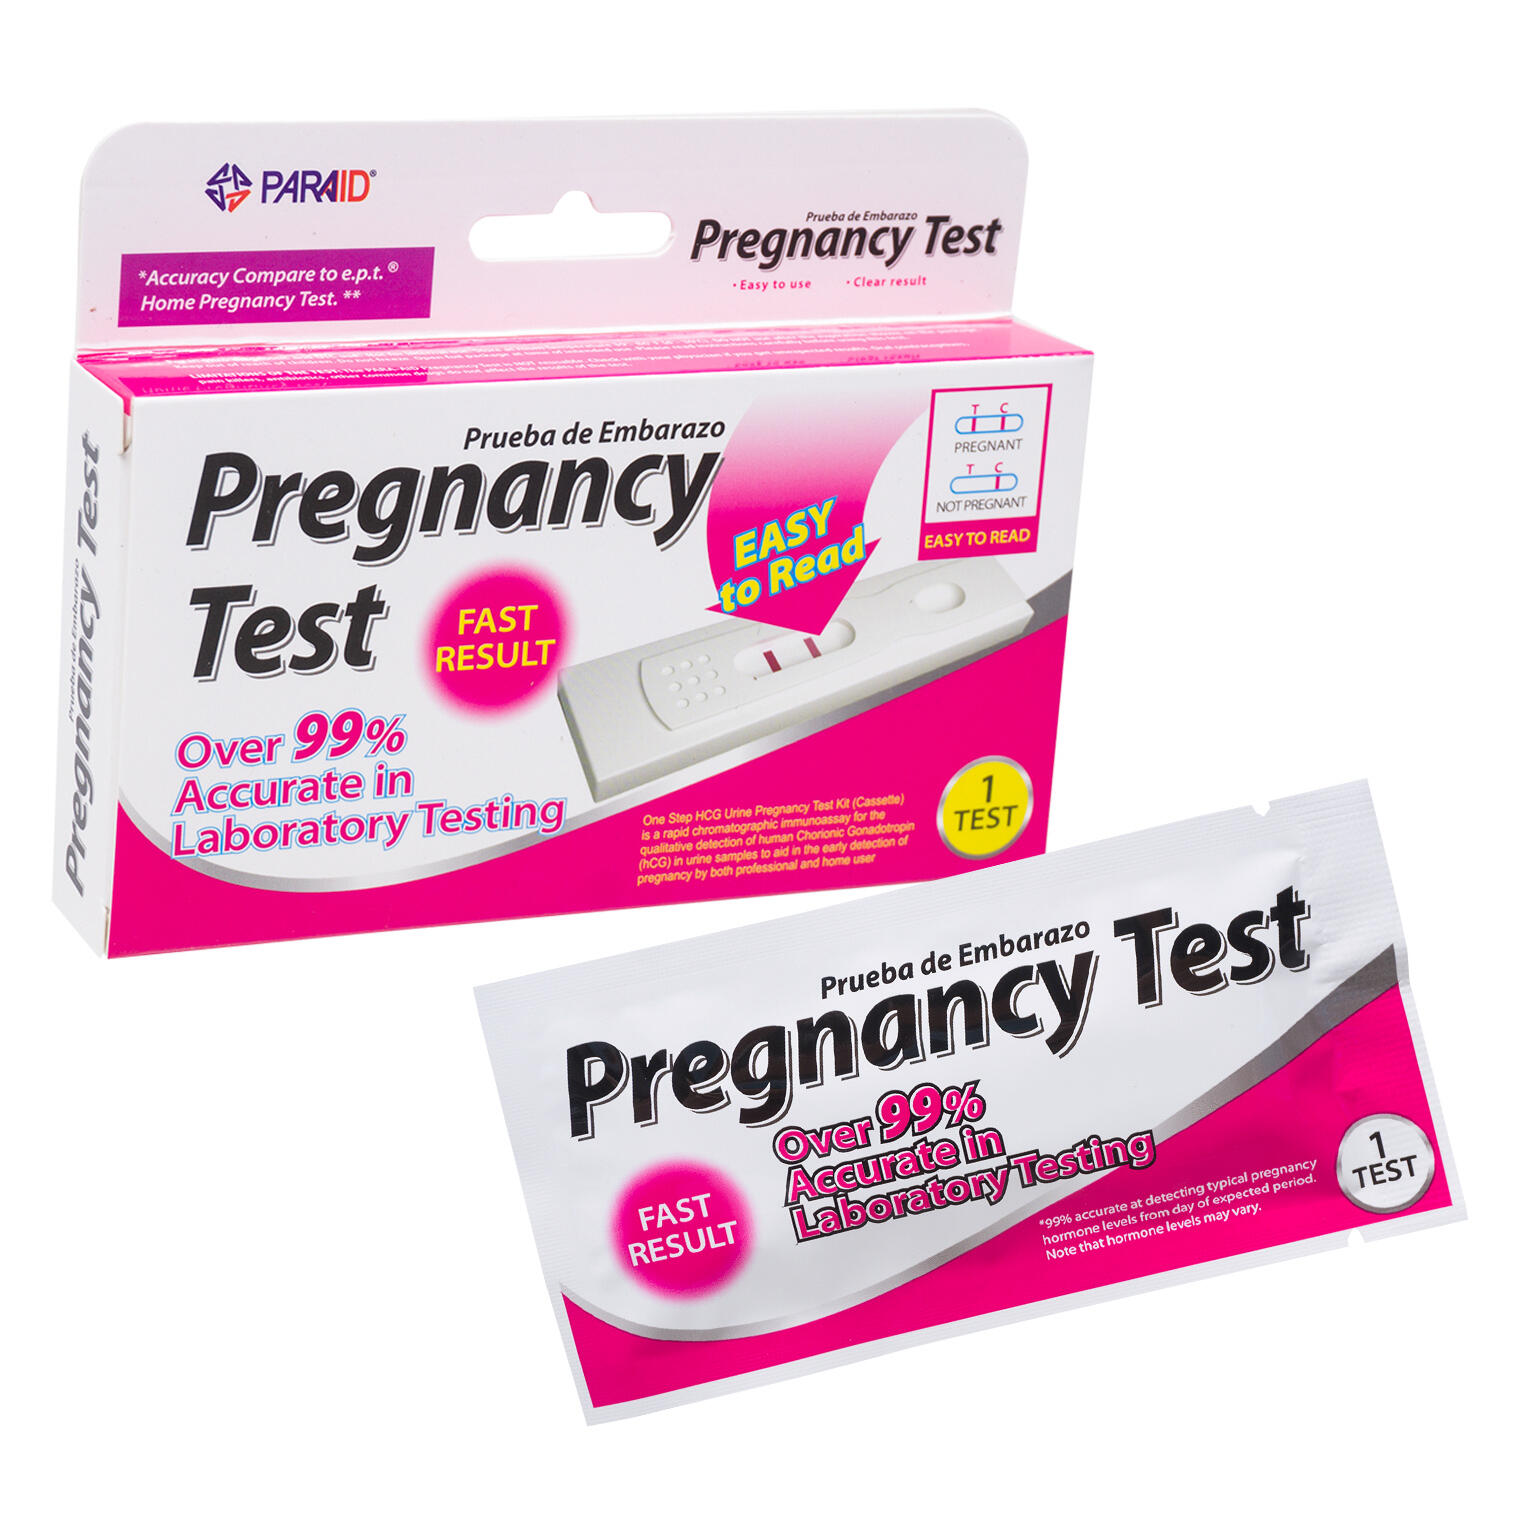 PARAID®
*Accuracy Compare to e.p.t.®
Home Pregnancy Test. **
Prueba de Embarazo
Pregnancy Test
• Easy to use • Clear result
Prueba de Embarazo
Pregnancy Test
Prueba de Embarazo
Pregnancy
Test
FAST
RESULT
EASY
to Read
T C
PREGNANT
T C
NOT PREGNANT
EASY TO READ
Over 99%
Accurate in
Laboratory Testing
One Step HCG Urine Pregnancy Test Kit (Cassette)
is a rapid chromatographic immunoassay for the
qualitative detection of human Chorionic Gonadotropin
(hCG) in urine samples to aid in the early detection of
pregnancy by both professional and home user
1
TEST
Prueba de Embarazo
Pregnancy Test
Over 99%
Accurate in
Laboratory Testing
FAST
RESULT
*99% accurate at detecting typical pregnancy
hormone levels from day of expected period.
Note that hormone levels may vary.
1
TEST